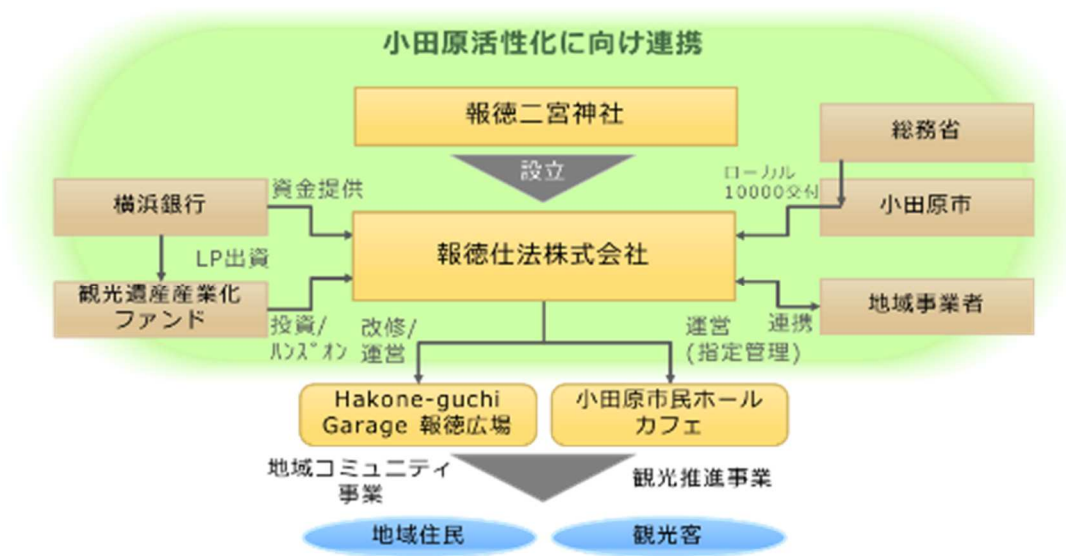 小田原活性化に向け連携
報徳二宮神社
総務省
設立
ローカル
10000交付
横浜銀行
資金提供
小田原市
報徳仕法株式会社
LP出資
観光遺産産業化
ファンド
地域事業者
投資/
ﾊﾝｽﾞｵﾝ
改修/
運営
運営
(指定管理)
連携
Hakone-guchi
Garage 報徳広場
小田原市民ホール
カフェ
地域コミュニティ
事業
観光推進事業
地域住民
観光客